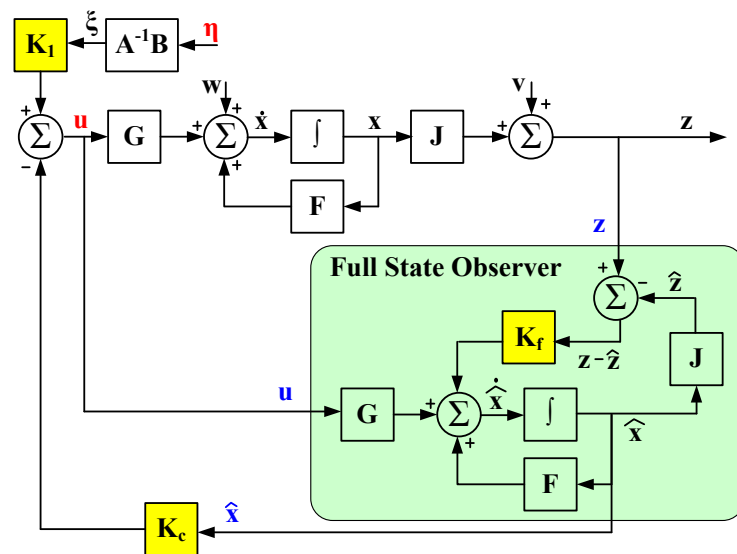 K₁
ξ
A⁻¹B
η
w
v
+
u
Σ
−
G
+
+
Σ
+
ẋ
∫
x
J
+
+
Σ
z
F
z
Full State Observer
+
Σ
−
ẑ
K_f
z − ẑ
J
u
G
+
Σ
+
x̂̇
∫
x̂
F
x̂
K_c